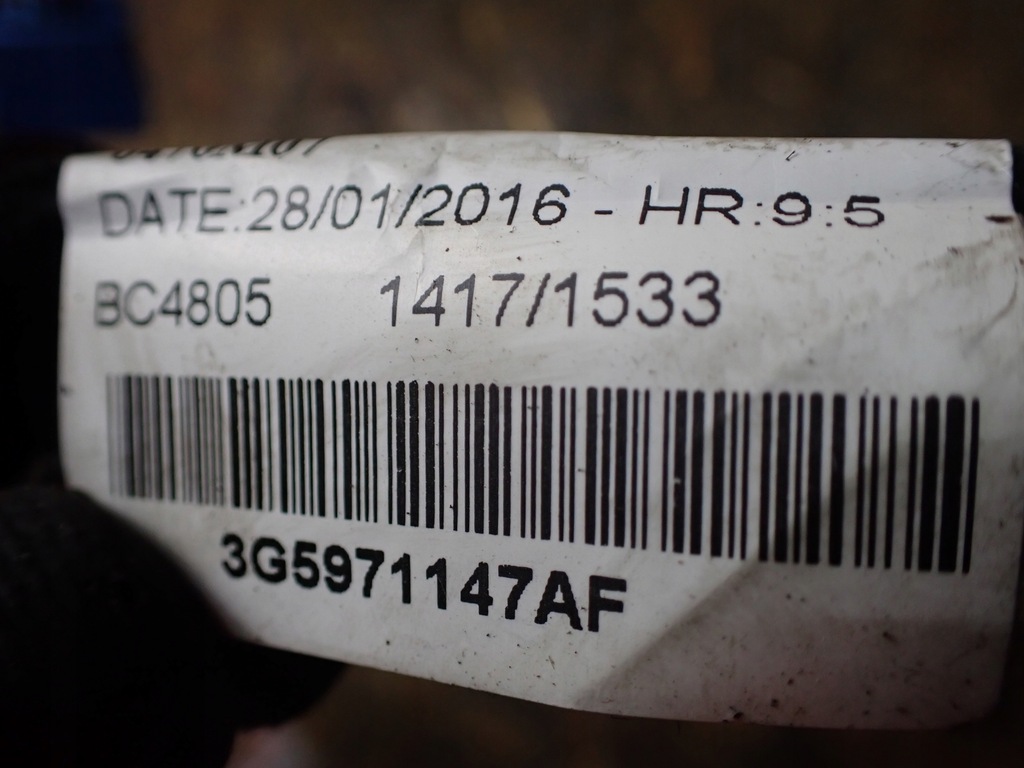 DATE:28/01/2016 - HR:9:5
BC4805 1417/1533
3G5971147AF